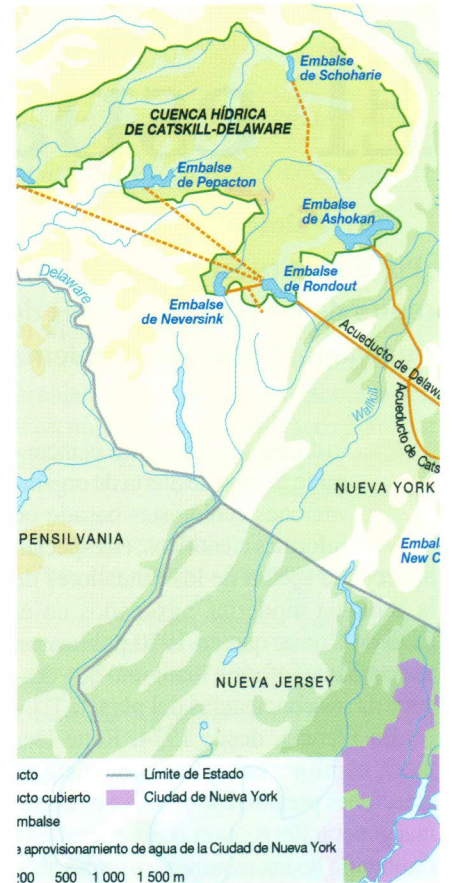 Embalse
de Schoharie
CUENCA HÍDRICA
DE CATSKILL-DELAWARE
Embalse
de Pepacton
Embalse
de Ashokan
Delaware
Embalse
de Rondout
Embalse
de Neversink
Acueducto de Delawa
Acueducto de Cats
Wallkill
NUEVA YORK
PENSILVANIA
Embal
New C
NUEVA JERSEY
ucto
Límite de Estado
ucto cubierto
Ciudad de Nueva York
mbalse
e aprovisionamiento de agua de la Ciudad de Nueva York
200 500 1 000 1 500 m